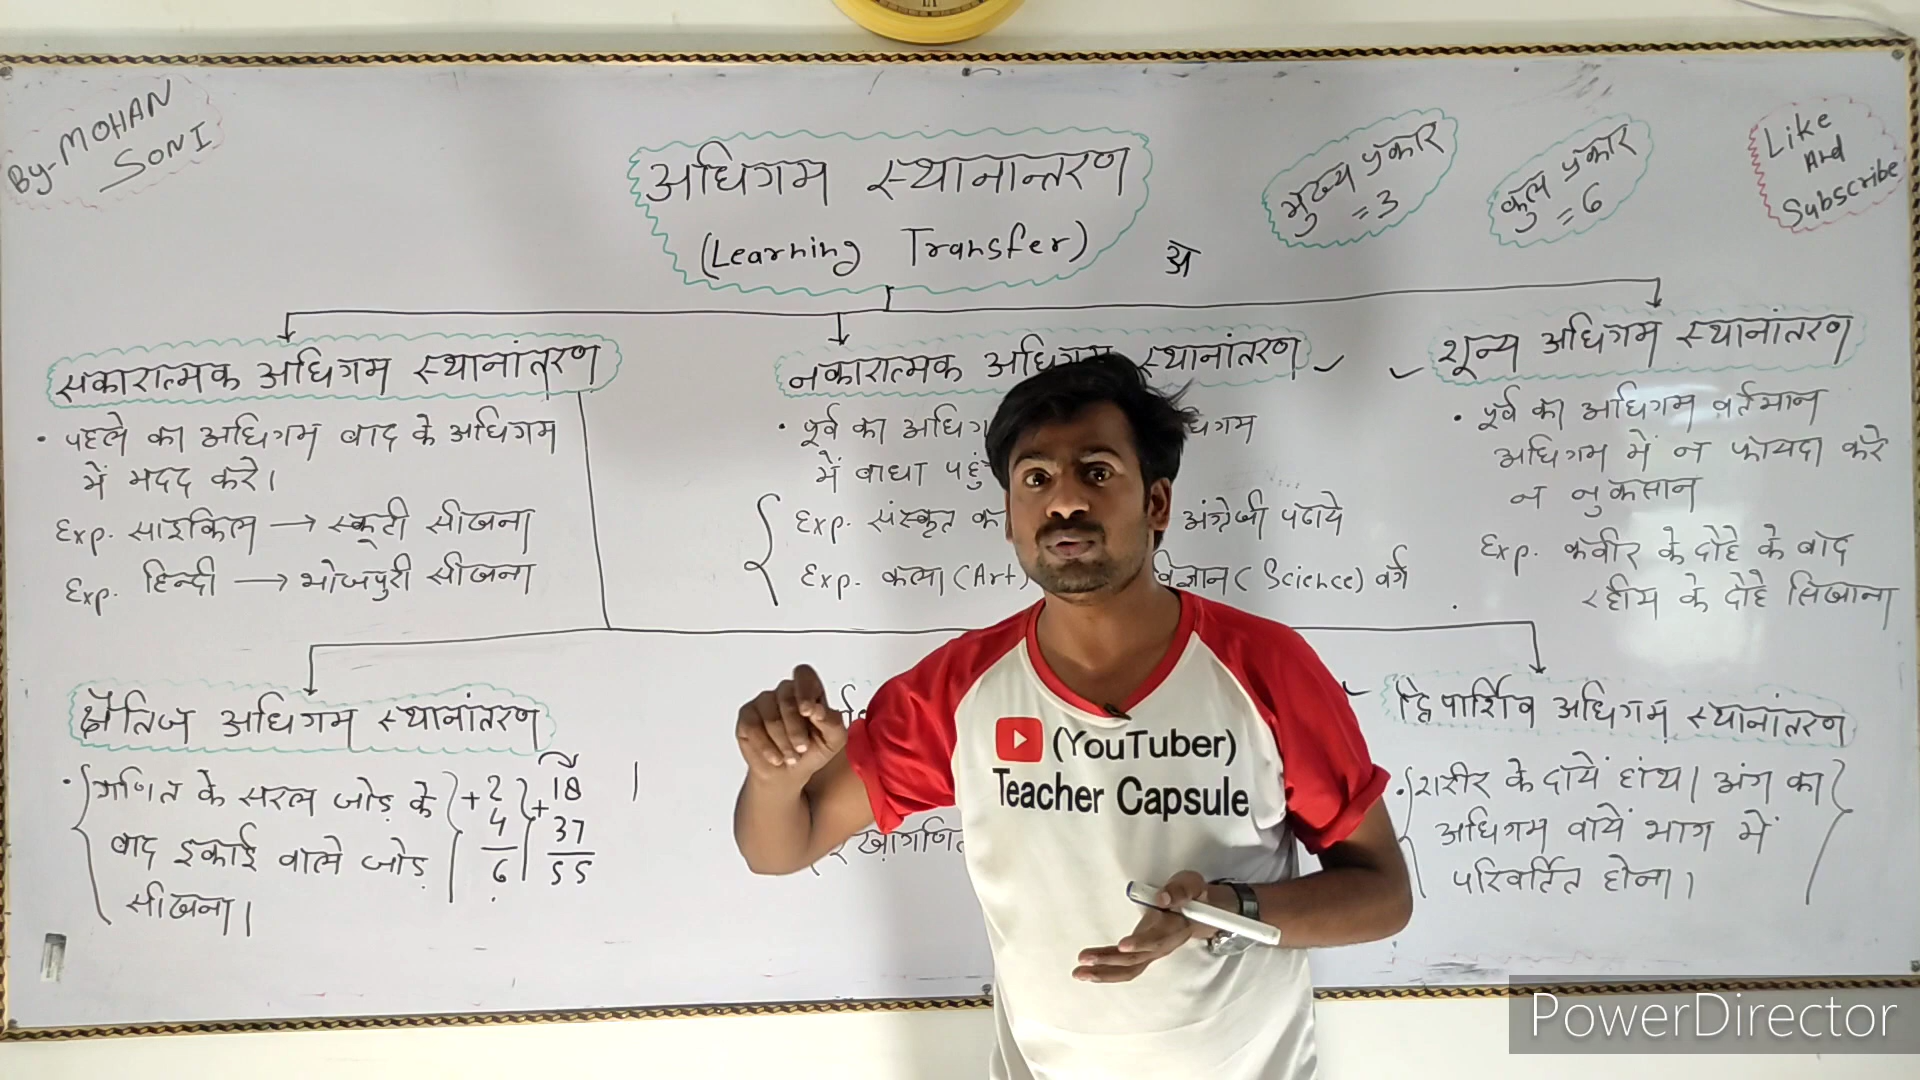 By-MOHAN
SONI
अधिगम स्थानान्तरण
(Learning Transfer)
अ
मुख्य प्रकार
=3
कुल प्रकार
=6
Like
And
Subscribe
सकारात्मक अधिगम स्थानांतरण
• पहले का अधिगम बाद के अधिगम
में मदद करे।
Exp. साइकिल → स्कूटी सीखना
Exp. हिन्दी → भोजपुरी सीखना
नकारात्मक अधिगम स्थानांतरण
• पूर्व का
में बाधा
Exp. संस्कृत अंग्रेजी पढाये
Exp. कला (Art) विज्ञान (Science) वर्ग
शून्य अधिगम स्थानांतरण
• पूर्व का अधिगम वर्तमान
अधिगम में न फायदा करे
न नुकसान
Exp. कबीर के दोहे के बाद
रहीम के दोहे सिखाना
क्षैतिज अधिगम स्थानांतरण
• गणित के सरल जोड़ के
बाद इकाई वाले जोड़
सीखना।
+2
4
6
18
+
37
55
द्विपार्श्विव अधिगम स्थानांतरण
• शरीर के दायें हांथ। अंग का
अधिगम बायें भाग में
परिवर्तित होना।
(YouTuber)
Teacher Capsule
PowerDirector